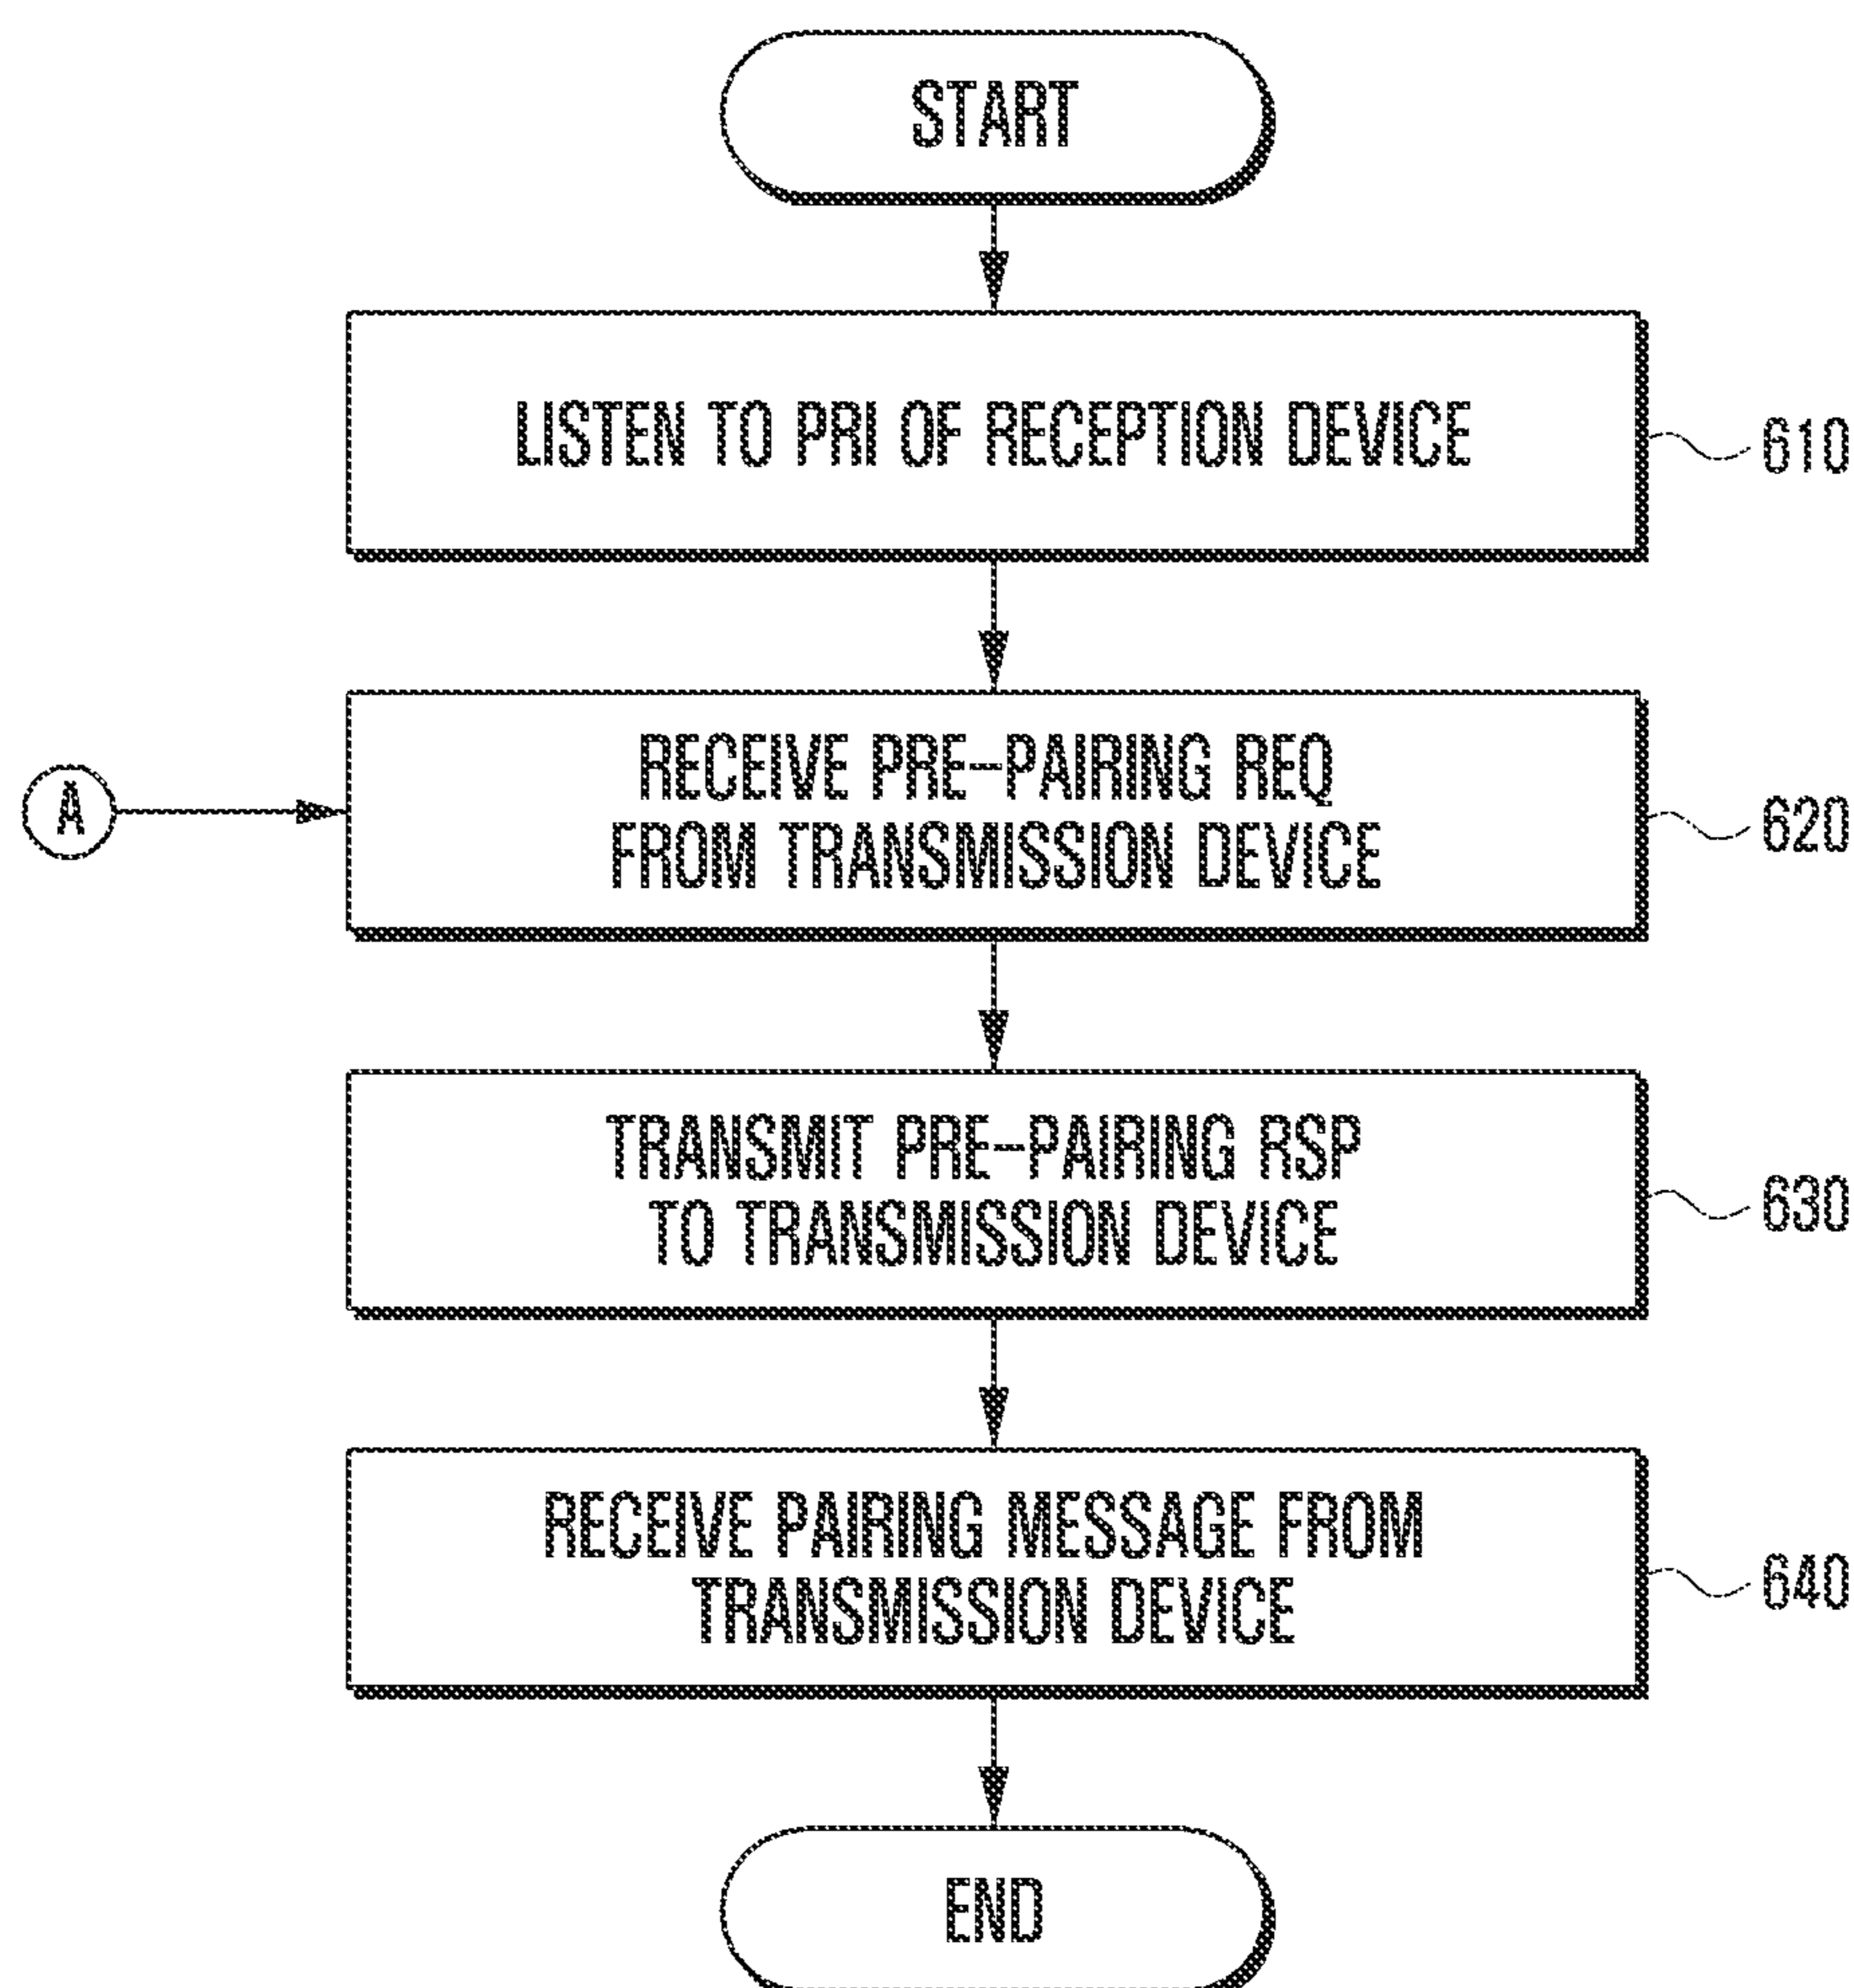 START
LISTEN TO PRI OF RECEPTION DEVICE
610
A
RECEIVE PRE-PAIRING REQ
FROM TRANSMISSION DEVICE
620
TRANSMIT PRE-PAIRING RSP
TO TRANSMISSION DEVICE
630
RECEIVE PAIRING MESSAGE FROM
TRANSMISSION DEVICE
640
END